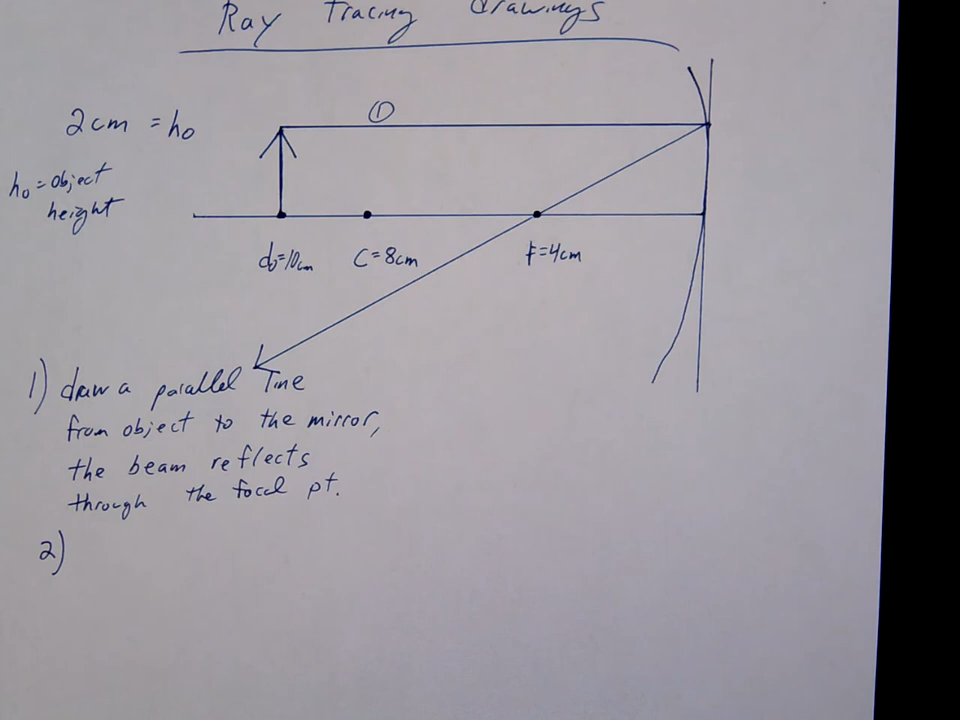 Ray Tracing drawings
①
2cm = ho
ho = object
height
do=10cm C=8cm f=4cm
1) draw a parallel line
from object to the mirror,
the beam reflects
through the focal pt.
2)